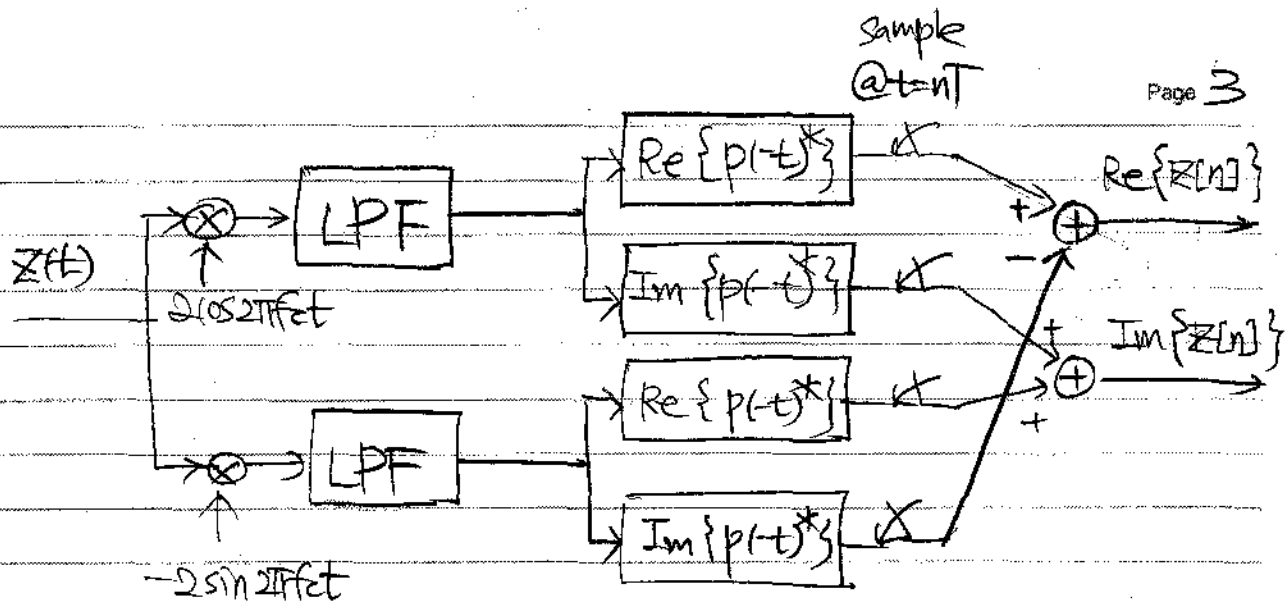 sample
@t=nT
Page 3
Re{p(-t)*}
Re{Z[n]}
+
LPF
-
Z(t)
2cos2πfct
Im{p(-t)*}
+
Im{Z[n]}
Re{p(-t)*}
+
LPF
Im{p(-t)*}
-2sin2πfct